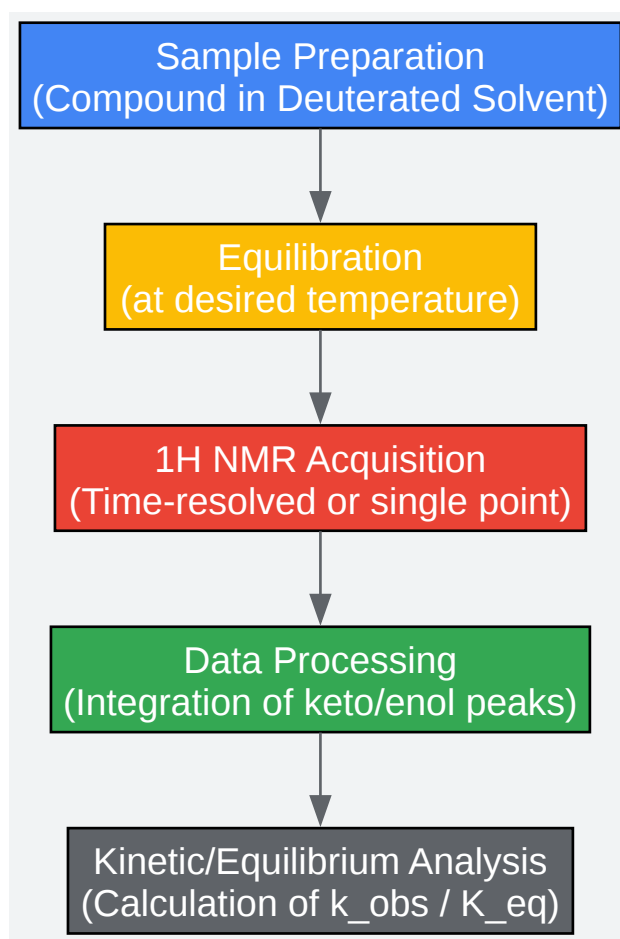 Sample Preparation
(Compound in Deuterated Solvent)
Equilibration
(at desired temperature)
1H NMR Acquisition
(Time-resolved or single point)
Data Processing
(Integration of keto/enol peaks)
Kinetic/Equilibrium Analysis
(Calculation of k_obs / K_eq)